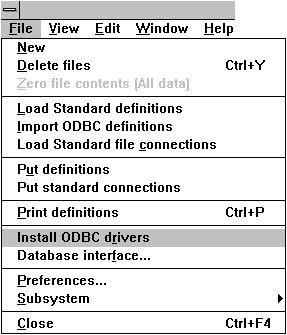 File View Edit Window Help
New
Delete files Ctrl+Y
Zero file contents (All data)
Load Standard definitions
Import ODBC definitions
Load Standard file connections
Put definitions
Put standard connections
Print definitions Ctrl+P
Install ODBC drivers
Database interface...
Preferences...
Subsystem
Close Ctrl+F4